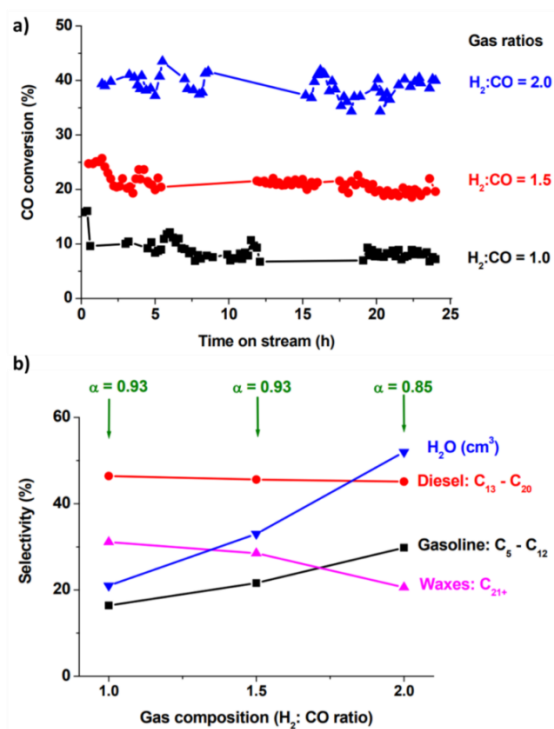 a)
60
50
40
30
20
10
0
CO conversion (%)
0
5
10
15
20
25
Time on stream (h)
Gas ratios
H₂:CO = 2.0
H₂:CO = 1.5
H₂:CO = 1.0
b)
α = 0.93
α = 0.93
α = 0.85
60
40
20
0
Selectivity (%)
H₂O (cm³)
Diesel: C₁₃ - C₂₀
Gasoline: C₅ - C₁₂
Waxes: C₂₁₊
1.0
1.5
2.0
Gas composition (H₂: CO ratio)